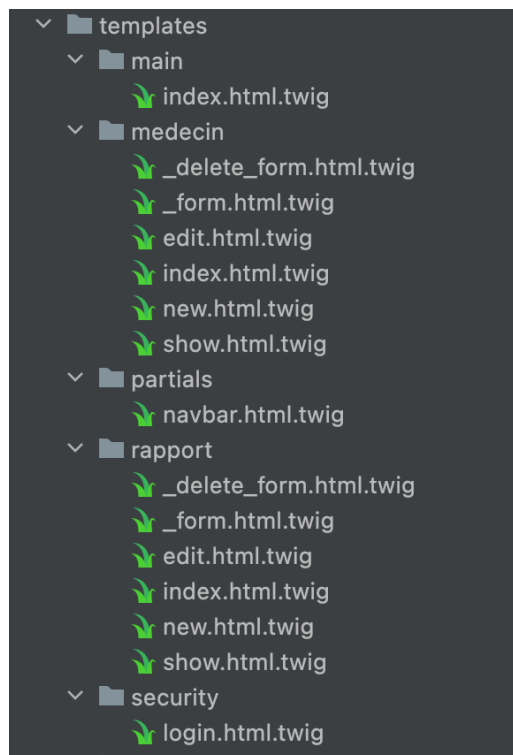 templates
main
index.html.twig
medecin
_delete_form.html.twig
_form.html.twig
edit.html.twig
index.html.twig
new.html.twig
show.html.twig
partials
navbar.html.twig
rapport
_delete_form.html.twig
_form.html.twig
edit.html.twig
index.html.twig
new.html.twig
show.html.twig
security
login.html.twig